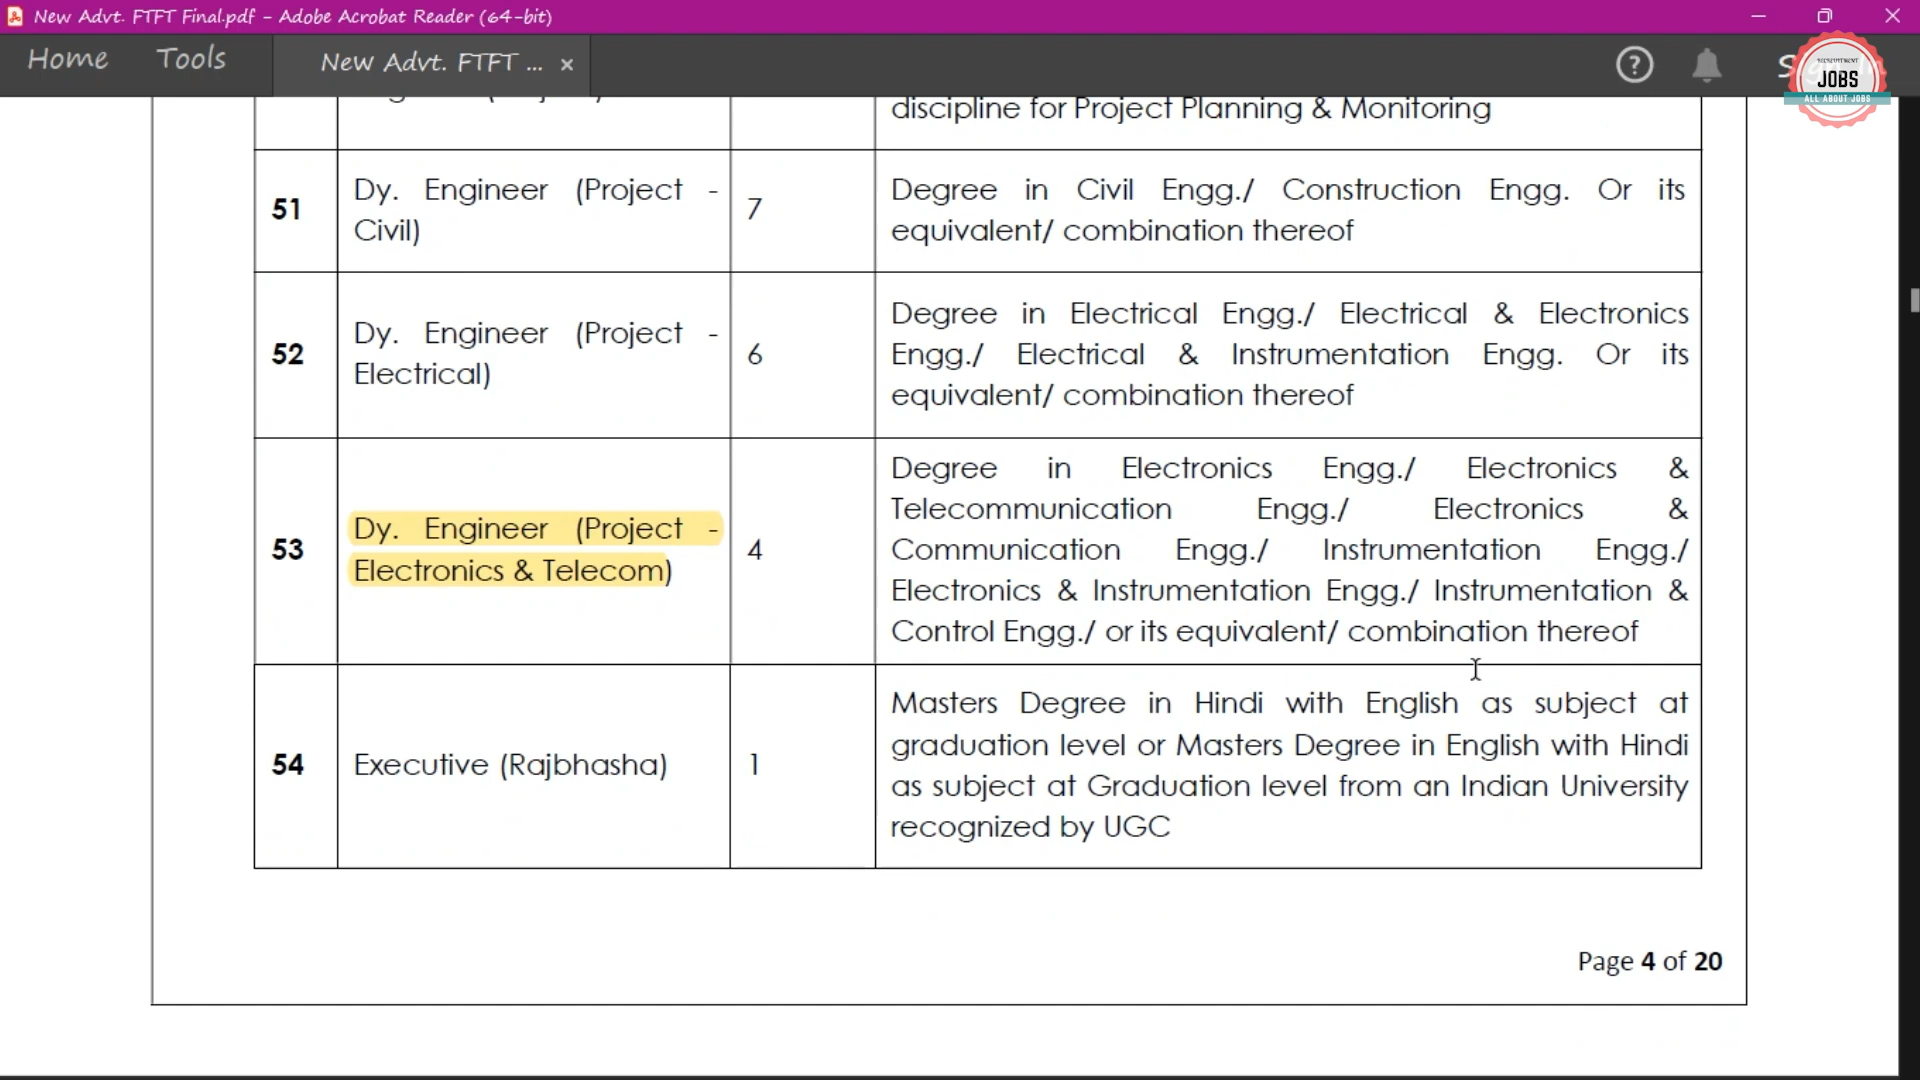 New Advt. FTFT Final.pdf - Adobe Acrobat Reader (64-bit)
Home Tools New Advt. FTFT ... ×
RECRUITMENT
JOBS
ALL ABOUT JOBS
discipline for Project Planning & Monitoring
51 Dy. Engineer (Project - Civil) 7 Degree in Civil Engg./ Construction Engg. Or its
equivalent/ combination thereof
52 Dy. Engineer (Project - Electrical) 6 Degree in Electrical Engg./ Electrical & Electronics
Engg./ Electrical & Instrumentation Engg. Or its
equivalent/ combination thereof
53 Dy. Engineer (Project - Electronics & Telecom) 4 Degree in Electronics Engg./ Electronics &
Telecommunication Engg./ Electronics &
Communication Engg./ Instrumentation Engg./
Electronics & Instrumentation Engg./ Instrumentation &
Control Engg./ or its equivalent/ combination thereof
54 Executive (Rajbhasha) 1 Masters Degree in Hindi with English as subject at
graduation level or Masters Degree in English with Hindi
as subject at Graduation level from an Indian University
recognized by UGC
Page 4 of 20